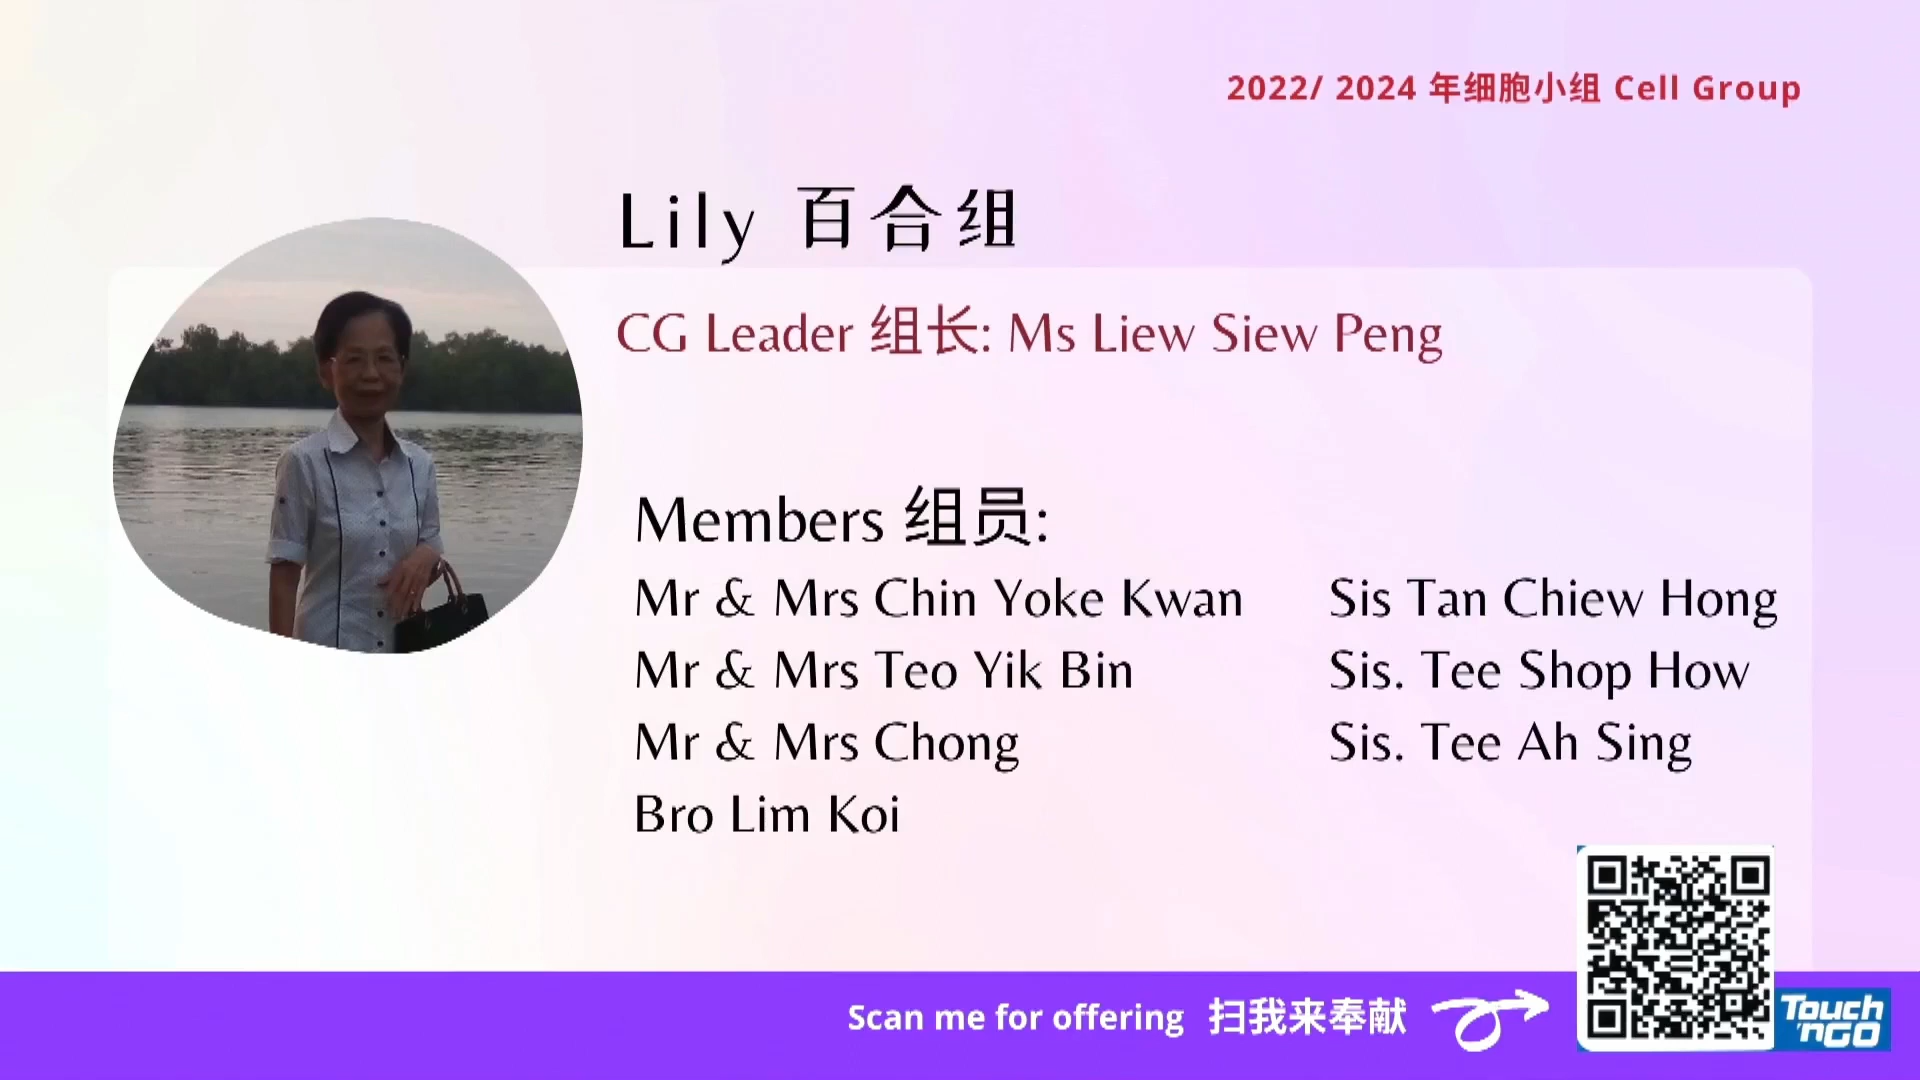 2022/ 2024 年细胞小组 Cell Group
Lily 百合组
CG Leader 组长: Ms Liew Siew Peng
Members 组员:
Mr & Mrs Chin Yoke Kwan
Mr & Mrs Teo Yik Bin
Mr & Mrs Chong
Bro Lim Koi
Sis Tan Chiew Hong
Sis. Tee Shop How
Sis. Tee Ah Sing
Scan me for offering 扫我来奉献
Touch
'n GO